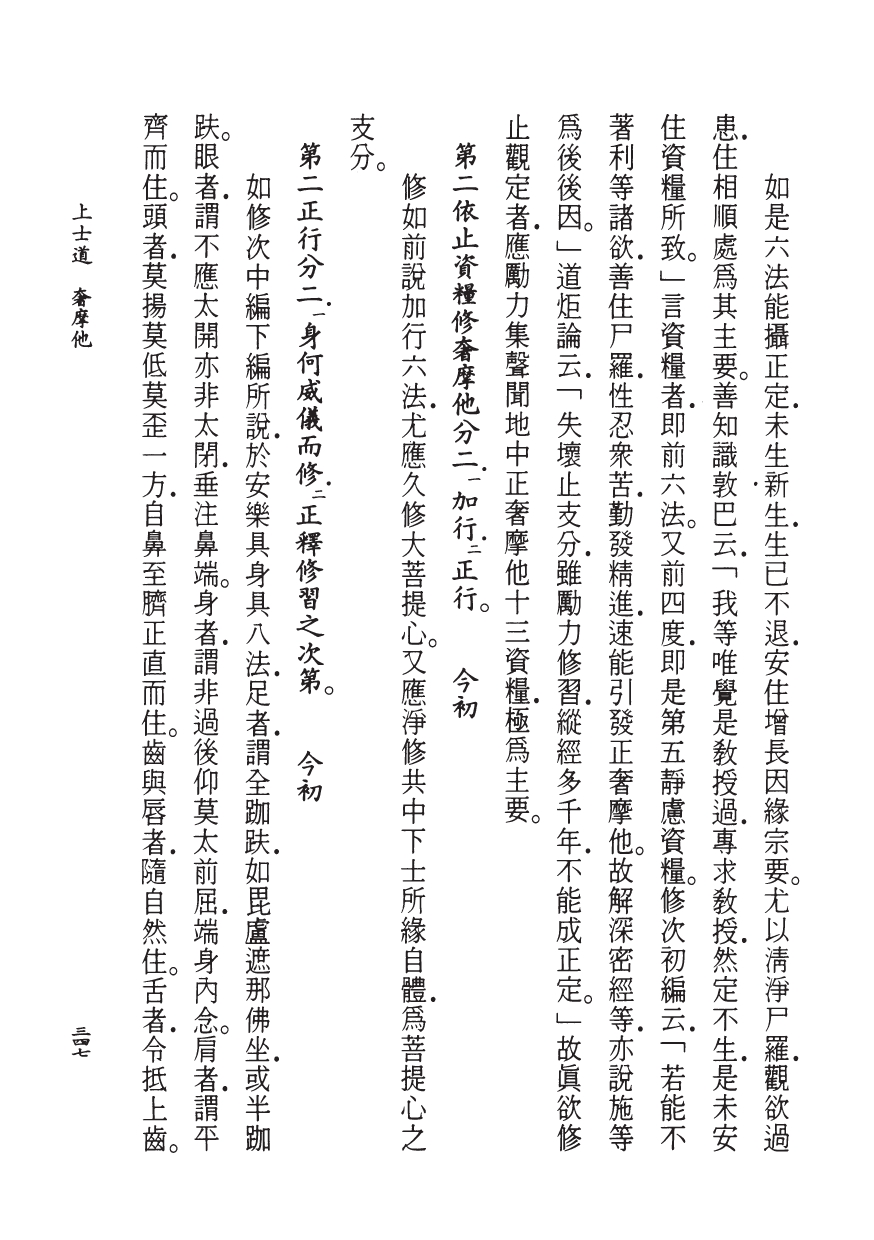 如是六法能攝正定．未生新生．生已不退．安住增長因緣宗要。尤以淸淨尸羅．觀欲過
患．住相順處爲其主要。善知識敦巴云．「我等唯覺是敎授過．專求敎授．然定不生．是未安
住資糧所致。」言資糧者．即前六法。又前四度．即是第五靜慮資糧。修次初編云．「若能不
著利等諸欲．善住尸羅．性忍衆苦．勤發精進．速能引發正奢摩他。故解深密經等．亦說施等
爲後後因。」道炬論云．「失壞止支分．雖勵力修習．縱經多千年．不能成正定。」故眞欲修
止觀定者．應勵力集聲聞地中正奢摩他十三資糧．極爲主要。
第二依止資糧修奢摩他分二．一加行．二正行。　今初
修如前說加行六法．尤應久修大菩提心。又應淨修共中下士所緣自體．爲菩提心之
支分。
第二正行分二．一身何威儀而修．二正釋修習之次第。　今初
如修次中編下編所說．於安樂具身具八法．足者．謂全跏趺．如毘盧遮那佛坐．或半跏
趺。眼者．謂不應太開亦非太閉．垂注鼻端。身者．謂非過後仰莫太前屈．端身內念。肩者．謂平
齊而住。頭者．莫揚莫低莫歪一方．自鼻至臍正直而住。齒與唇者．隨自然住。舌者．令抵上齒。
上士道　奢摩他
三四七